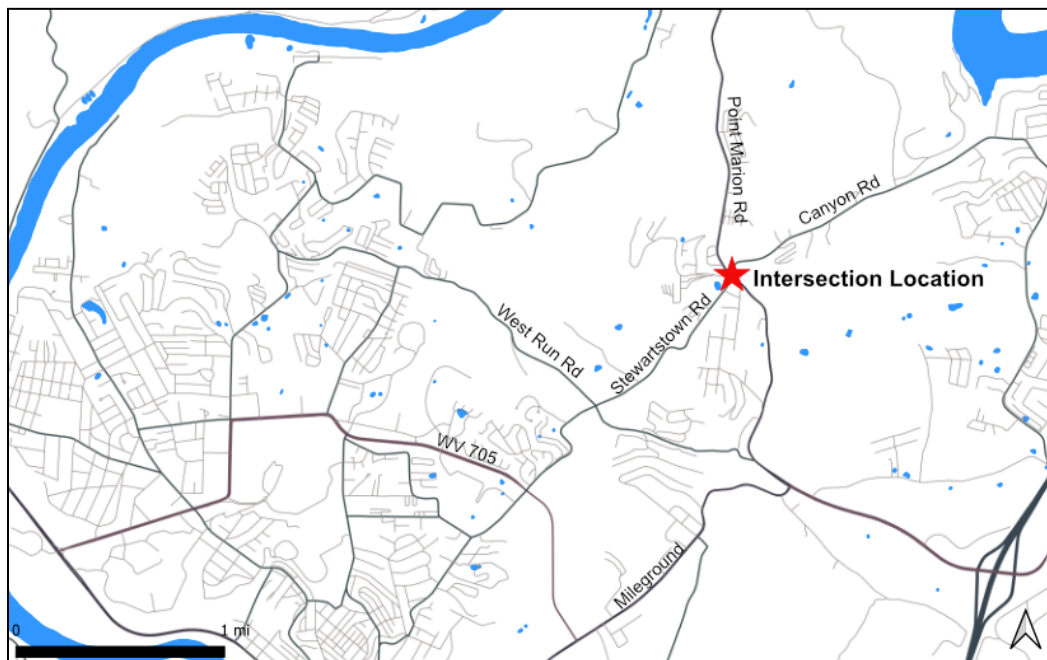 Point Marion Rd
Canyon Rd
Intersection Location
West Run Rd
Stewartstown Rd
WV 705
Mileground
0
1 mi